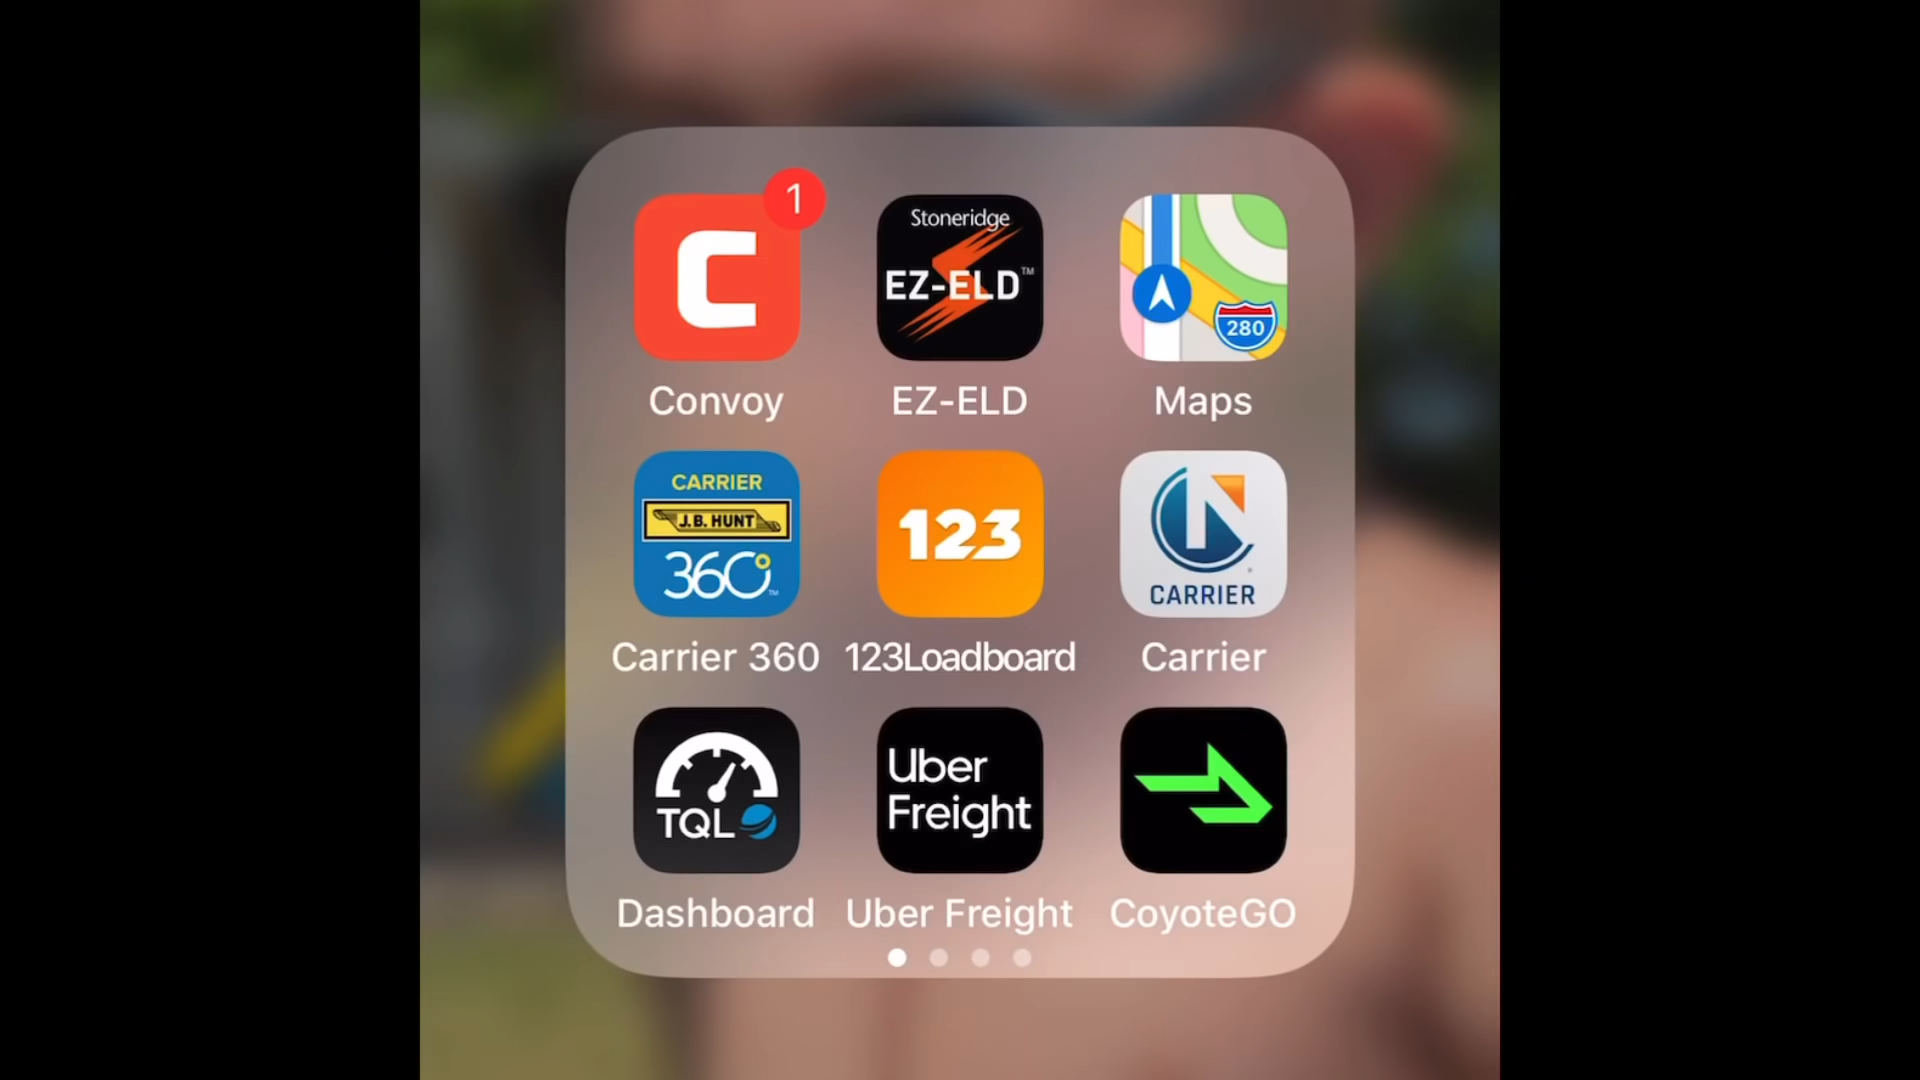 1
Stoneridge
EZ-ELD™
280
Convoy
EZ-ELD
Maps
CARRIER
J.B. HUNT
360°™
123
CARRIER
Carrier 360
123Loadboard
Carrier
TQL
Uber
Freight
Dashboard
Uber Freight
CoyoteGO